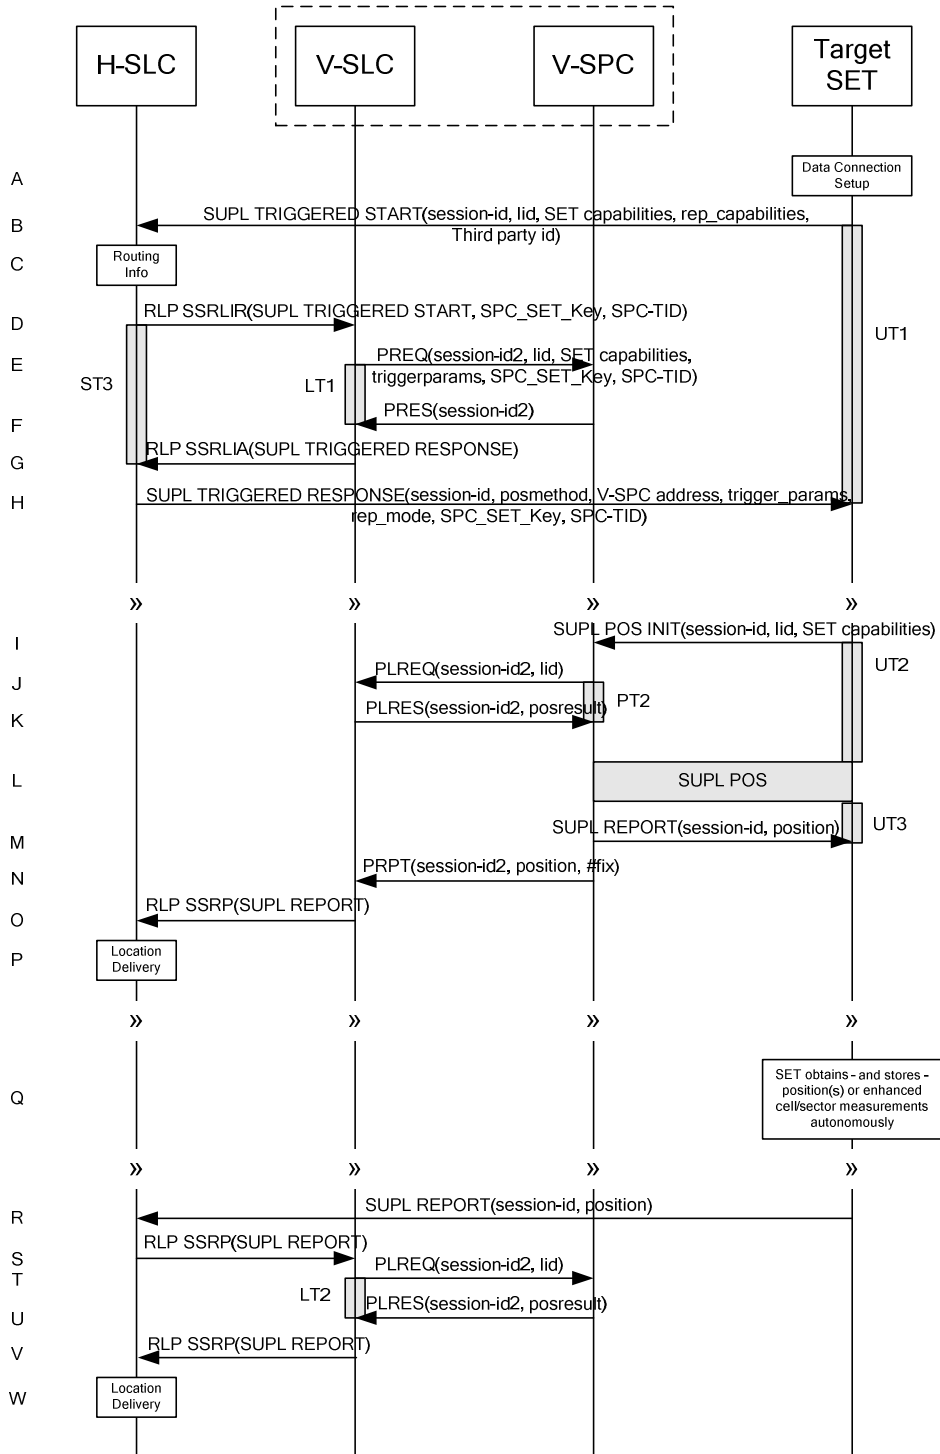 H-SLC
V-SLC
V-SPC
Target
SET
A
Data Connection
Setup
B
SUPL TRIGGERED START(session-id, lid, SET capabilities, rep_capabilities,
Third party id)
C
Routing
Info
D
RLP SSRLIR(SUPL TRIGGERED START, SPC_SET_Key, SPC-TID)
UT1
E
PREQ(session-id2, lid, SET capabilities,
triggerparams, SPC_SET_Key, SPC-TID)
ST3
LT1
F
PRES(session-id2)
G
RLP SSRLIA(SUPL TRIGGERED RESPONSE)
H
SUPL TRIGGERED RESPONSE(session-id, posmethod, V-SPC address, trigger_params,
rep_mode, SPC_SET_Key, SPC-TID)
» » » »
I
SUPL POS INIT(session-id, lid, SET capabilities)
UT2
J
PLREQ(session-id2, lid)
PT2
K
PLRES(session-id2, posresult)
L
SUPL POS
M
SUPL REPORT(session-id, position)
UT3
N
PRPT(session-id2, position, #fix)
O
RLP SSRP(SUPL REPORT)
P
Location
Delivery
» » » »
Q
SET obtains - and stores -
position(s) or enhanced
cell/sector measurements
autonomously
» » » »
R
SUPL REPORT(session-id, position)
S
RLP SSRP(SUPL REPORT)
T
PLREQ(session-id2, lid)
LT2
U
PLRES(session-id2, posresult)
V
RLP SSRP(SUPL REPORT)
W
Location
Delivery